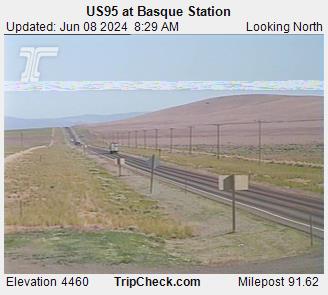 US95 at Basque Station
Updated: Jun 08 2024 8:29 AM Looking North
Elevation 4460 TripCheck.com Milepost 91.62